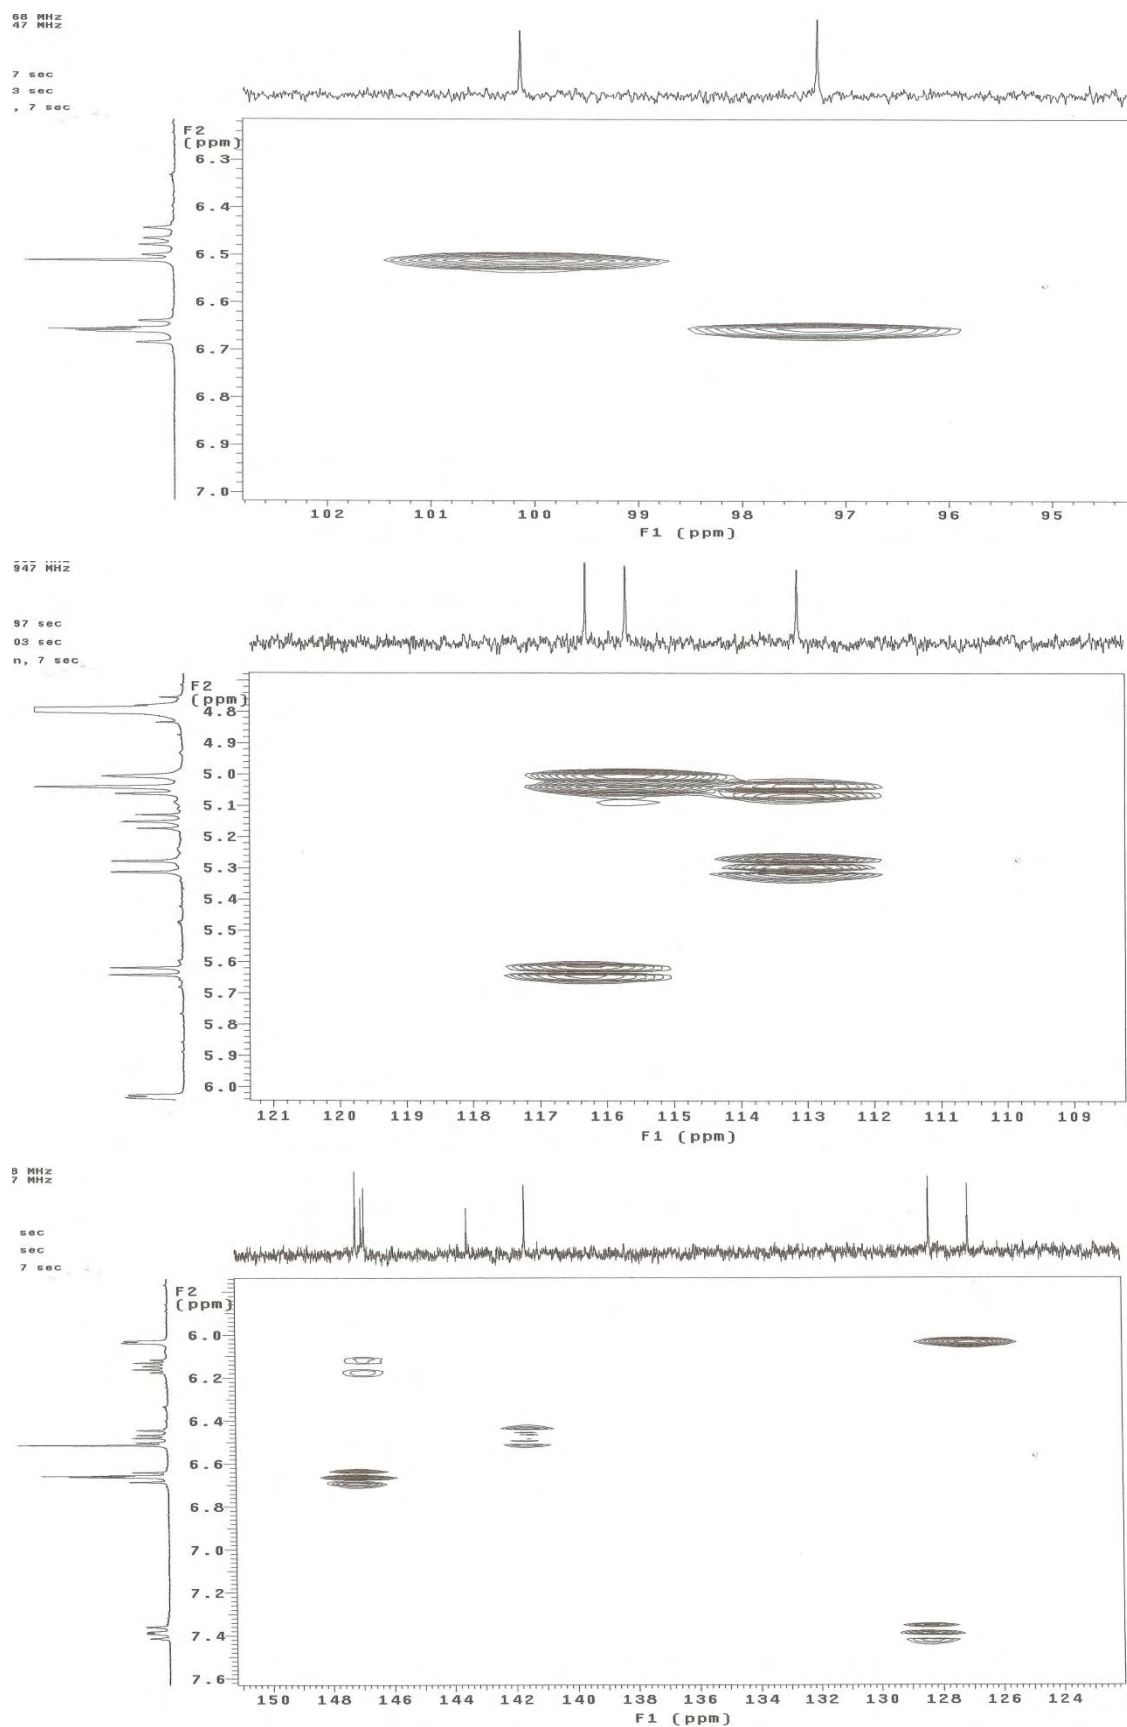 68 MHz
47 MHz
7 sec
3 sec
, 7 sec
F2
(ppm)
6.3
6.4
6.5
6.6
6.7
6.8
6.9
7.0
102 101 100 99 98 97 96 95
F1 (ppm)
947 MHz
97 sec
03 sec
n, 7 sec
F2
(ppm)
4.8
4.9
5.0
5.1
5.2
5.3
5.4
5.5
5.6
5.7
5.8
5.9
6.0
121 120 119 118 117 116 115 114 113 112 111 110 109
F1 (ppm)
8 MHz
7 MHz
sec
sec
7 sec
F2
(ppm)
6.0
6.2
6.4
6.6
6.8
7.0
7.2
7.4
7.6
150 148 146 144 142 140 138 136 134 132 130 128 126 124
F1 (ppm)